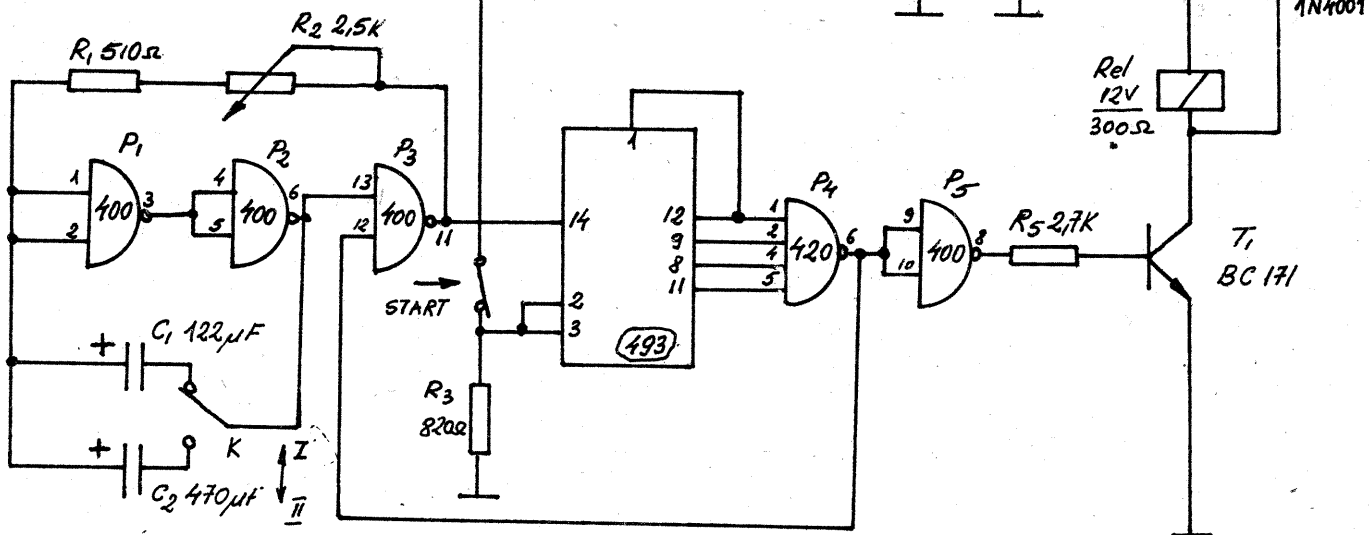 1N4001
R2 2,5K
R1 510Ω
Rel
12V
300Ω
P1
P2
P3
P4
P5
1
2
3
400
4
5
6
400
13
12
400
11
1
14
12
9
8
11
2
3
493
1
2
4
5
420
6
9
10
400
8
R5 2,7K
T1
BC 171
START
C1 122µF
R3
820Ω
K
I
II
C2 470µF